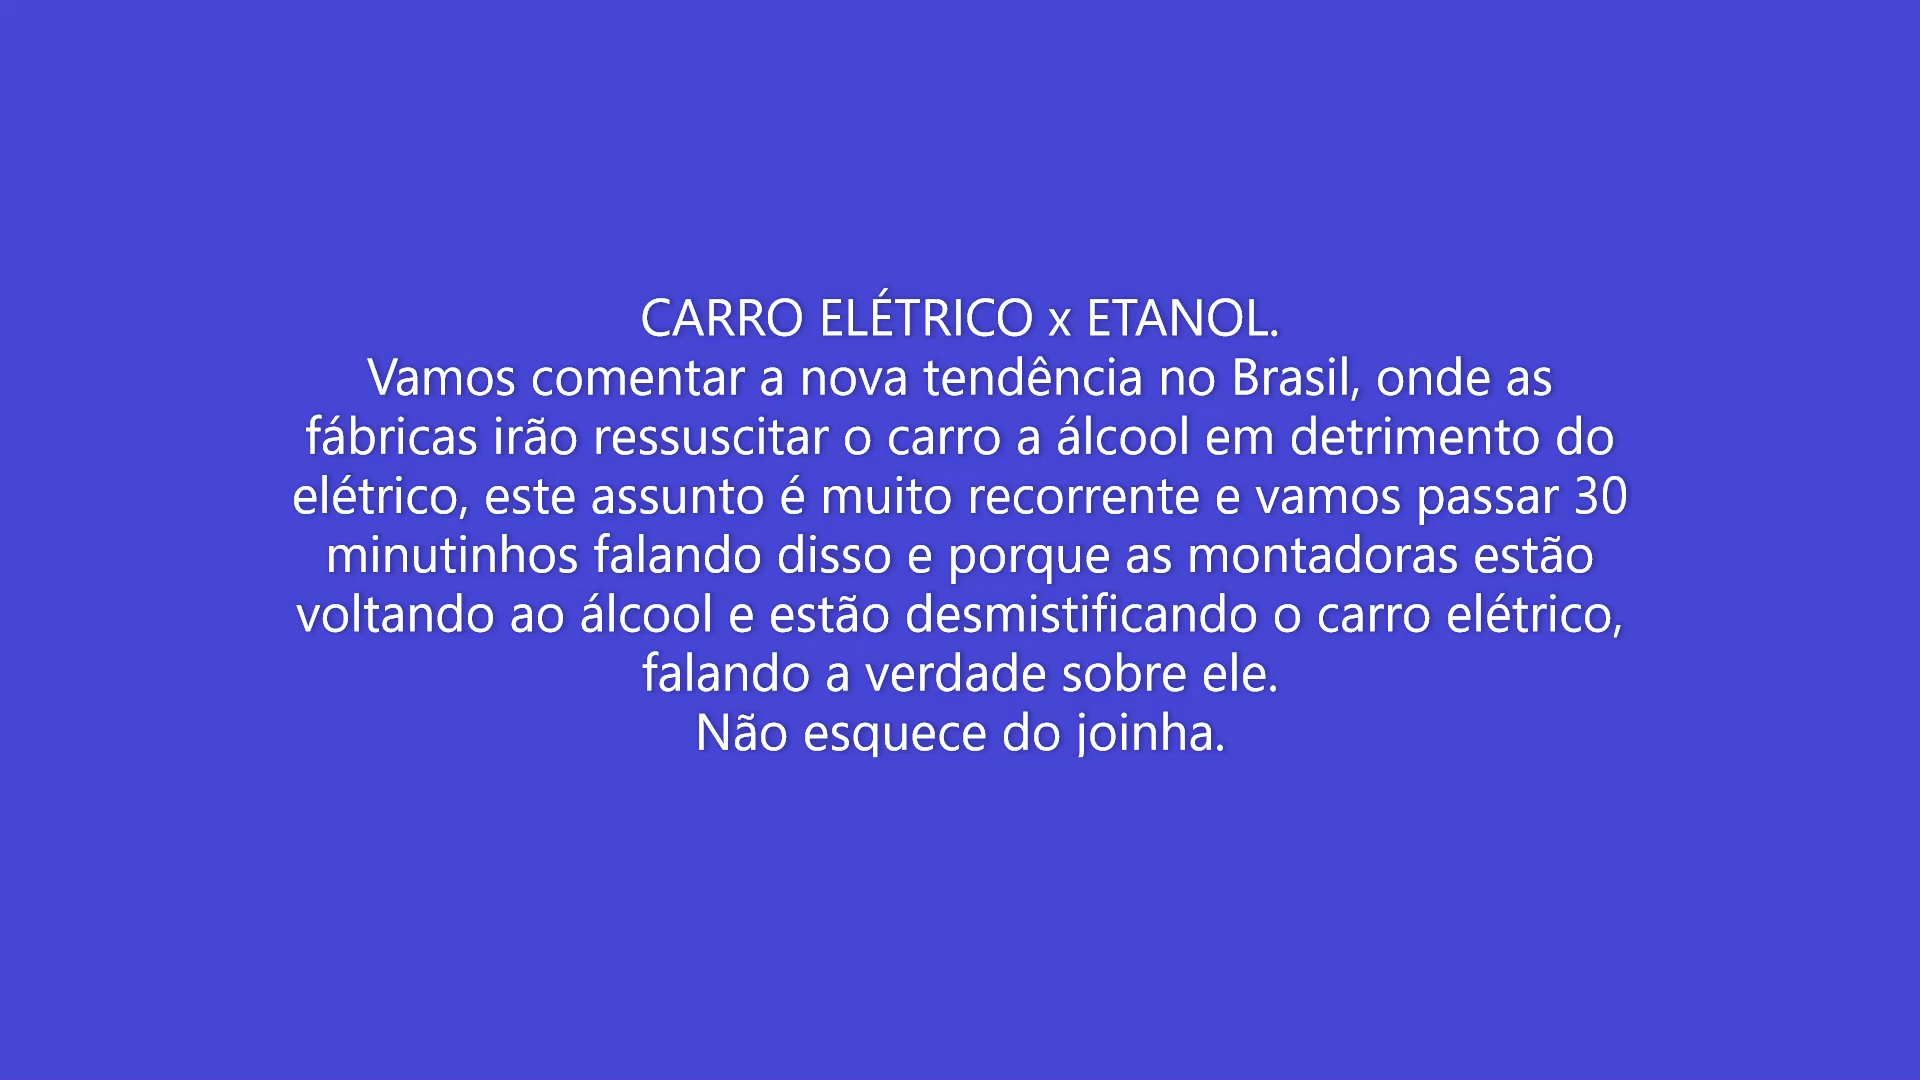 CARRO ELÉTRICO x ETANOL.
Vamos comentar a nova tendência no Brasil, onde as
fábricas irão ressuscitar o carro a álcool em detrimento do
elétrico, este assunto é muito recorrente e vamos passar 30
minutinhos falando disso e porque as montadoras estão
voltando ao álcool e estão desmistificando o carro elétrico,
falando a verdade sobre ele.
Não esquece do joinha.